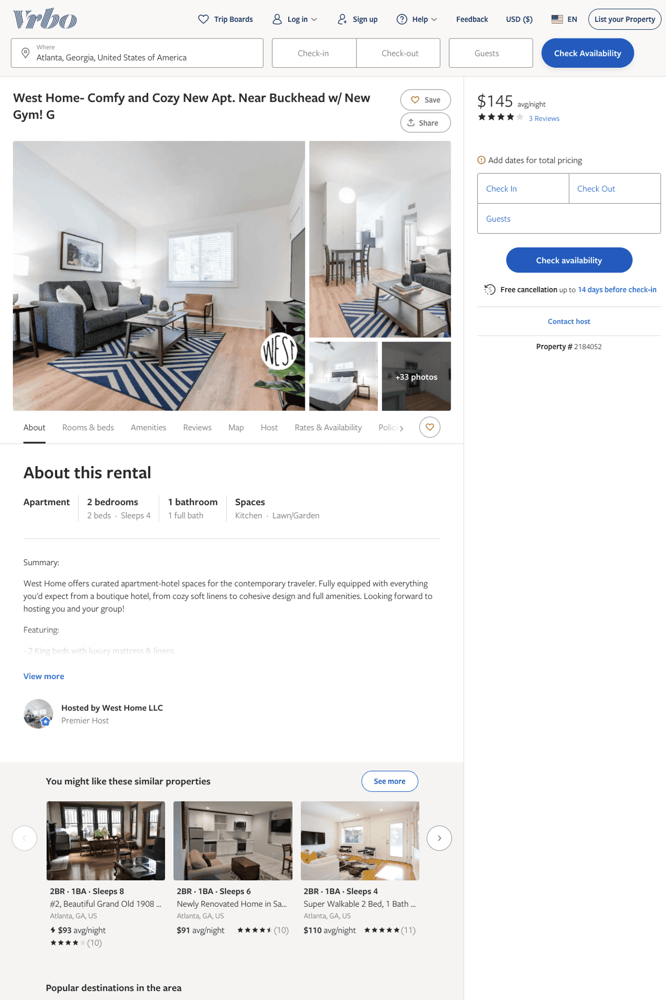 Vrbo
Trip Boards
Log in
Sign up
Help
Feedback
USD ($)
EN
List your Property
Where
Atlanta, Georgia, United States of America
Check-in
Check-out
Guests
Check Availability
West Home- Comfy and Cozy New Apt. Near Buckhead w/ New
Gym! G
Save
Share
WEST
+33 photos
$145 avg/night
3 Reviews
Add dates for total pricing
Check In
Check Out
Guests
Check availability
Free cancellation up to 14 days before check-in
Contact host
Property # 2184052
About
Rooms & beds
Amenities
Reviews
Map
Host
Rates & Availability
Polici
About this rental
Apartment
2 bedrooms
2 beds · Sleeps 4
1 bathroom
1 full bath
Spaces
Kitchen · Lawn/Garden
Summary:
West Home offers curated apartment-hotel spaces for the contemporary traveler. Fully equipped with everything
you'd expect from a boutique hotel, from cozy soft linens to cohesive design and full amenities. Looking forward to
hosting you and your group!
Featuring:
- 2 King beds with luxury mattress & linens.
View more
Hosted by West Home LLC
Premier Host
You might like these similar properties
See more
2BR · 1BA · Sleeps 8
#2, Beautiful Grand Old 1908 ...
Atlanta, GA, US
$93 avg/night
(10)
2BR · 1BA · Sleeps 6
Newly Renovated Home in Sa...
Atlanta, GA, US
$91 avg/night
(10)
2BR · 1BA · Sleeps 4
Super Walkable 2 Bed, 1 Bath ...
Atlanta, GA, US
$110 avg/night
(11)
Popular destinations in the area